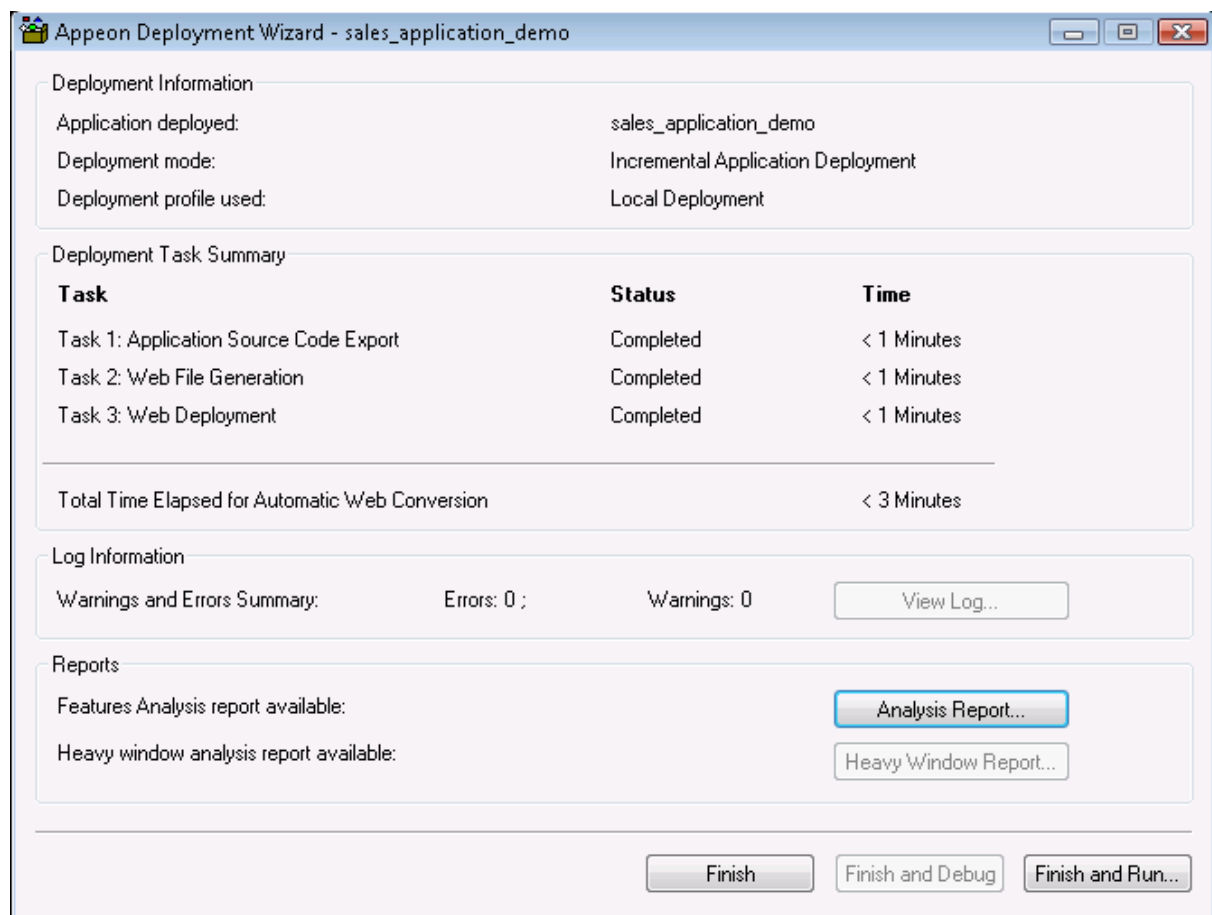 Appeon Deployment Wizard - sales_application_demo
Deployment Information
Application deployed: sales_application_demo
Deployment mode: Incremental Application Deployment
Deployment profile used: Local Deployment
Deployment Task Summary
Task Status Time
Task 1: Application Source Code Export Completed < 1 Minutes
Task 2: Web File Generation Completed < 1 Minutes
Task 3: Web Deployment Completed < 1 Minutes
Total Time Elapsed for Automatic Web Conversion < 3 Minutes
Log Information
Warnings and Errors Summary: Errors: 0 ; Warnings: 0 View Log...
Reports
Features Analysis report available: Analysis Report...
Heavy window analysis report available: Heavy Window Report...
Finish Finish and Debug Finish and Run...